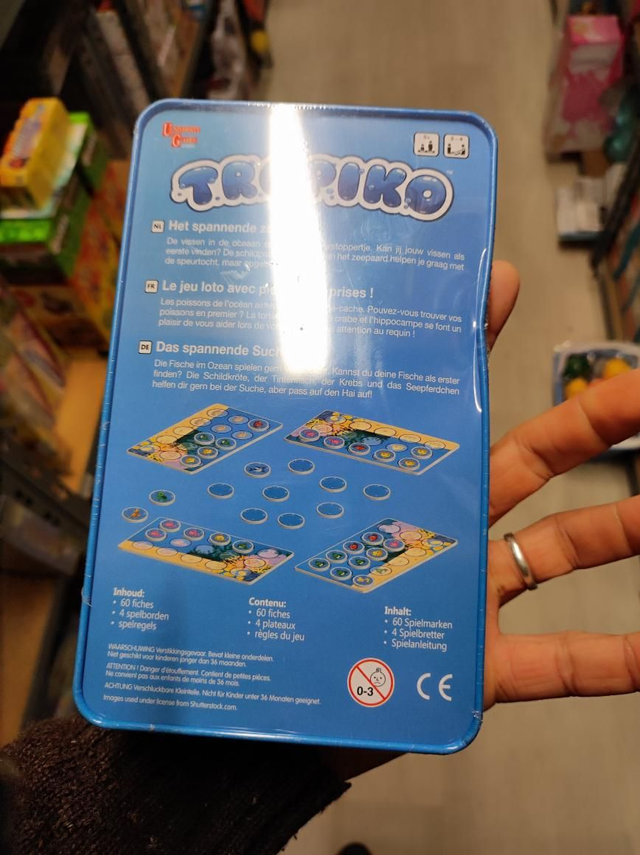 University Games
TROPIKO
NL Het spannende
De vissen in de oceaan
stoppertje. Kan jij jouw vissen als
eerste vinden? De schildpad
en het zeepaard helpen je graag met
de speurtocht, maar
FR Le jeu loto avec
prises !
Les poissons de l'océan
-cache. Pouvez-vous trouver vos
poissons en premier ? La
crabe et l'hippocampe se font un
plaisir de vous aider lors de
attention au requin !
DE Das spannende
Die Fische im Ozean spielen
Kannst du deine Fische als erster
finden? Die Schildkröte, der Tintenfisch, der Krebs und das Seepferdchen
helfen dir gern bei der Suche, aber pass auf den Hai auf!
Inhoud:
• 60 fiches
• 4 spelborden
• spelregels
Contenu:
• 60 fiches
• 4 plateaux
• règles du jeu
Inhalt:
• 60 Spielmarken
• 4 Spielbretter
• Spielanleitung
WAARSCHUWING! Verstikkingsgevaar. Bevat kleine onderdelen.
Niet geschikt voor kinderen jonger dan 36 maanden.
ATTENTION ! Danger d'étouffement. Contient de petites pièces.
Ne convient pas aux enfants de moins de 36 mois.
ACHTUNG Verschluckbare Kleinteile. Nicht für Kinder unter 36 Monaten geeignet.
Images used under license from Shutterstock.com.
0-3
CE